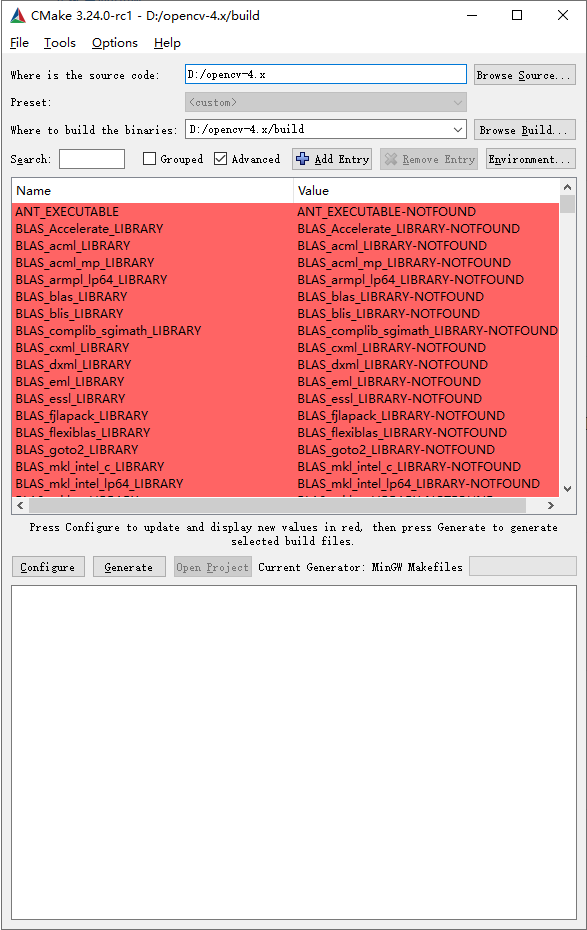 CMake 3.24.0-rc1 - D:/opencv-4.x/build
File Tools Options Help
Where is the source code: D:/opencv-4.x Browse Source...
Preset: <custom>
Where to build the binaries: D:/opencv-4.x/build Browse Build...
Search: Grouped Advanced Add Entry Remove Entry Environment...
Name Value
ANT_EXECUTABLE ANT_EXECUTABLE-NOTFOUND
BLAS_Accelerate_LIBRARY BLAS_Accelerate_LIBRARY-NOTFOUND
BLAS_acml_LIBRARY BLAS_acml_LIBRARY-NOTFOUND
BLAS_acml_mp_LIBRARY BLAS_acml_mp_LIBRARY-NOTFOUND
BLAS_armpl_lp64_LIBRARY BLAS_armpl_lp64_LIBRARY-NOTFOUND
BLAS_blas_LIBRARY BLAS_blas_LIBRARY-NOTFOUND
BLAS_blis_LIBRARY BLAS_blis_LIBRARY-NOTFOUND
BLAS_complib_sgimath_LIBRARY BLAS_complib_sgimath_LIBRARY-NOTFOUND
BLAS_cxml_LIBRARY BLAS_cxml_LIBRARY-NOTFOUND
BLAS_dxml_LIBRARY BLAS_dxml_LIBRARY-NOTFOUND
BLAS_eml_LIBRARY BLAS_eml_LIBRARY-NOTFOUND
BLAS_essl_LIBRARY BLAS_essl_LIBRARY-NOTFOUND
BLAS_fjlapack_LIBRARY BLAS_fjlapack_LIBRARY-NOTFOUND
BLAS_flexiblas_LIBRARY BLAS_flexiblas_LIBRARY-NOTFOUND
BLAS_goto2_LIBRARY BLAS_goto2_LIBRARY-NOTFOUND
BLAS_mkl_intel_c_LIBRARY BLAS_mkl_intel_c_LIBRARY-NOTFOUND
BLAS_mkl_intel_lp64_LIBRARY BLAS_mkl_intel_lp64_LIBRARY-NOTFOUND
Press Configure to update and display new values in red, then press Generate to generate
selected build files.
Configure Generate Open Project Current Generator: MinGW Makefiles